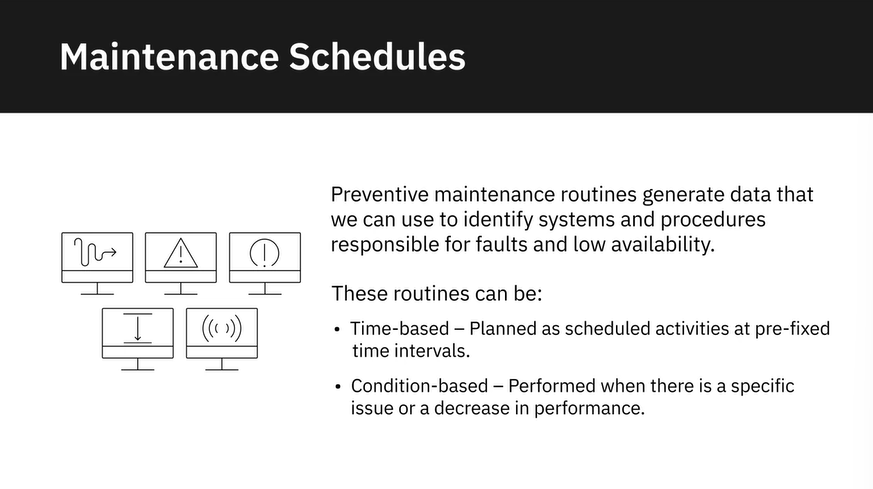 Maintenance Schedules
Preventive maintenance routines generate data that
we can use to identify systems and procedures
responsible for faults and low availability.
These routines can be:
• Time-based – Planned as scheduled activities at pre-fixed
time intervals.
• Condition-based – Performed when there is a specific
issue or a decrease in performance.